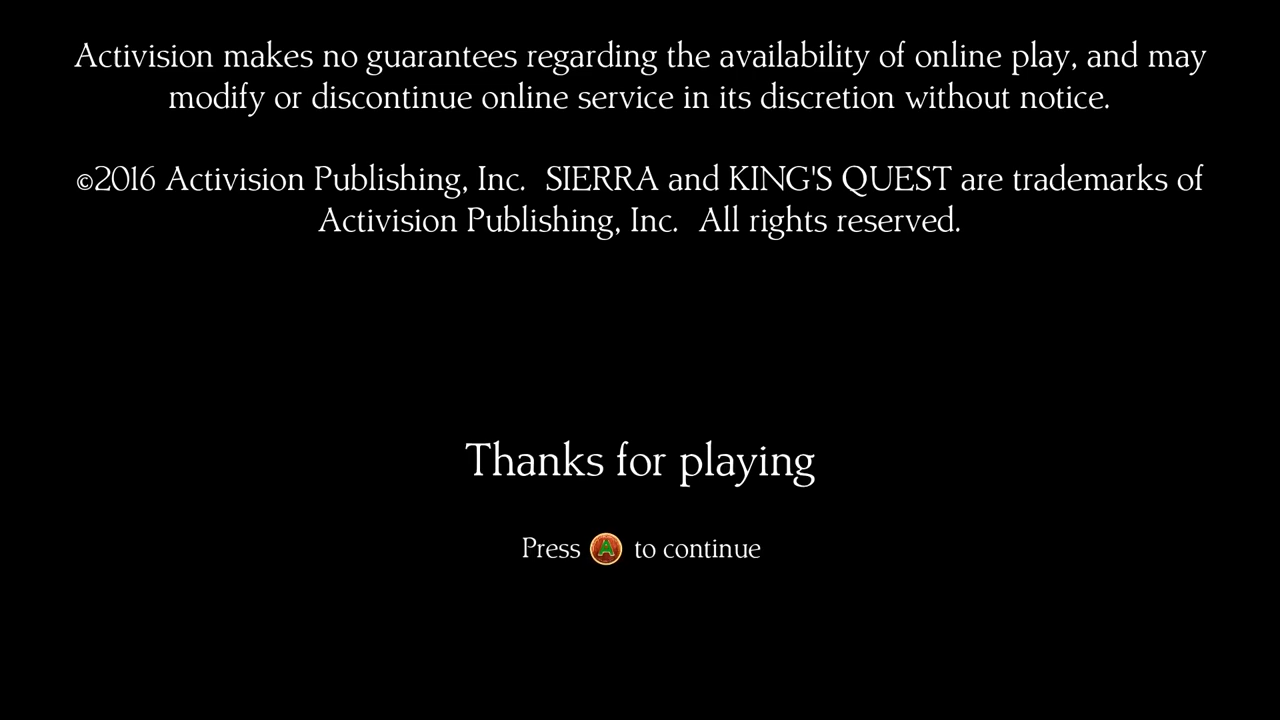 Activision makes no guarantees regarding the availability of online play, and may
modify or discontinue online service in its discretion without notice.
©2016 Activision Publishing, Inc.  SIERRA and KING'S QUEST are trademarks of
Activision Publishing, Inc.  All rights reserved.
Thanks for playing
Press A to continue